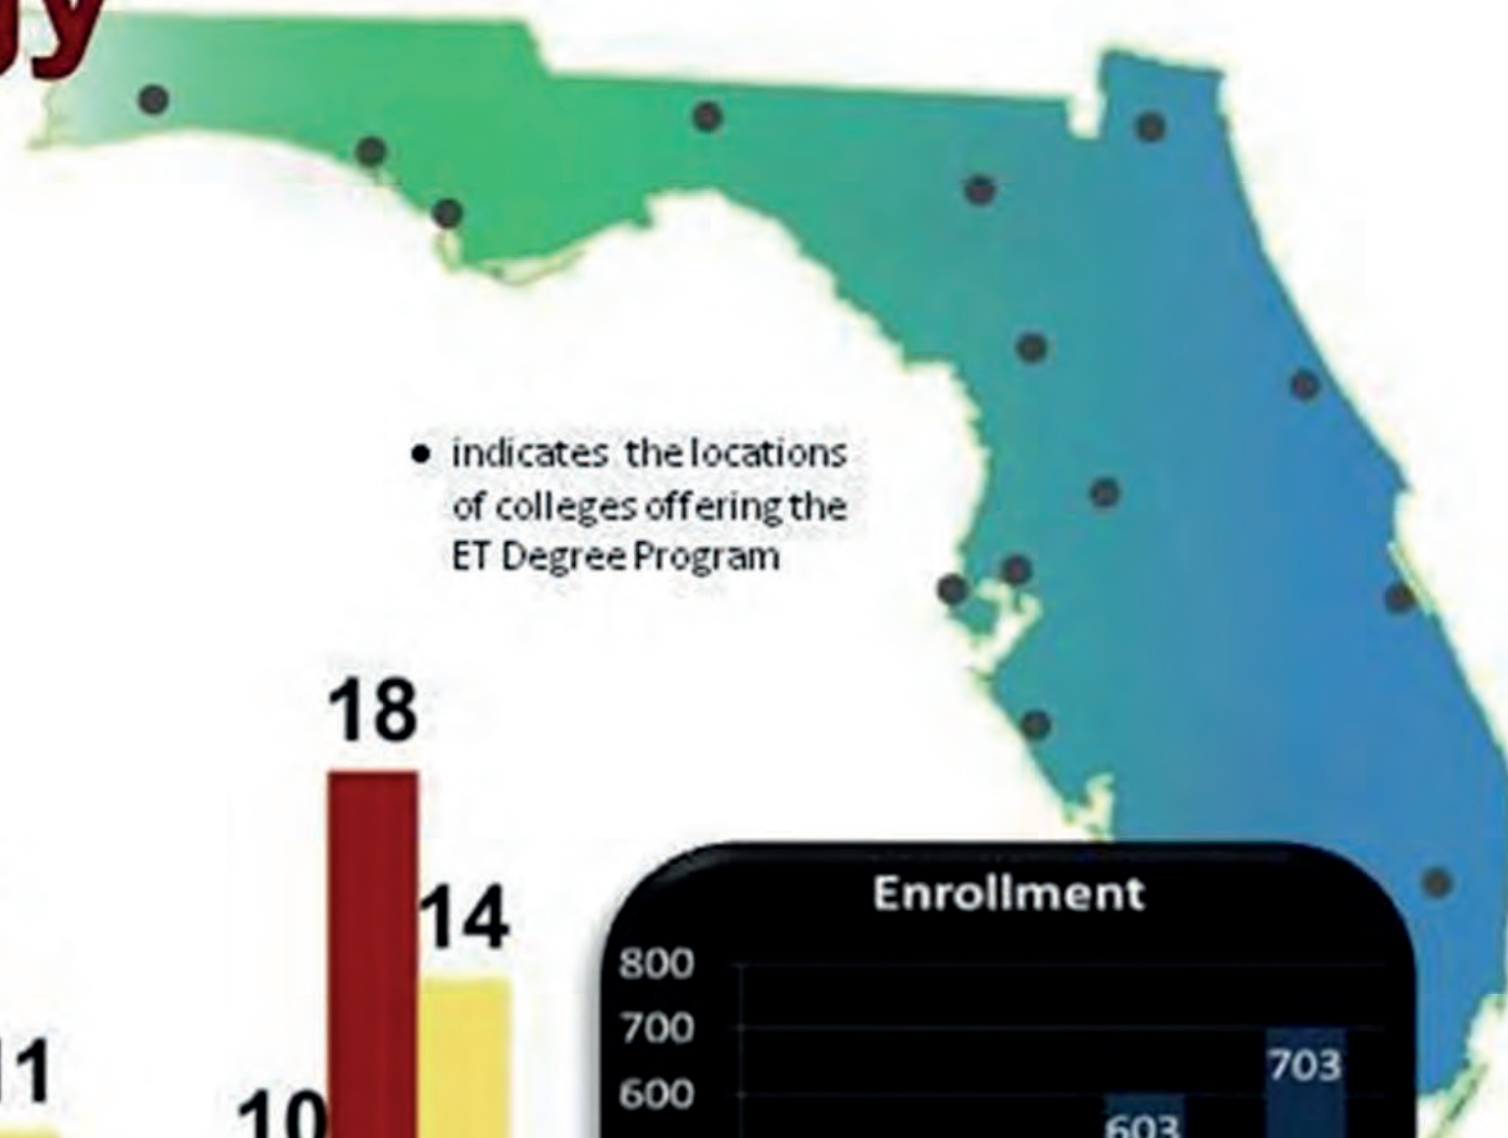 gy
• indicates the locations
of colleges offering the
ET Degree Program
18
14
11
10
Enrollment
800
700
703
600
603